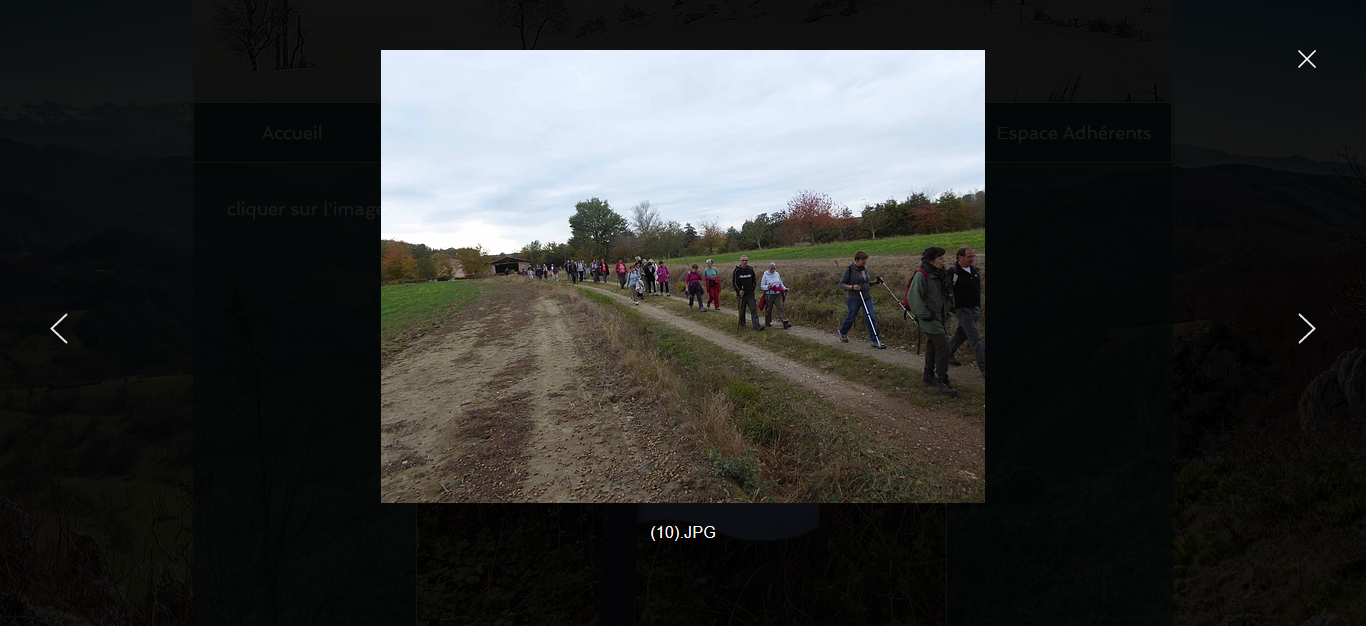 Accueil
Espace Adhérents
cliquer sur l'image
(10).JPG